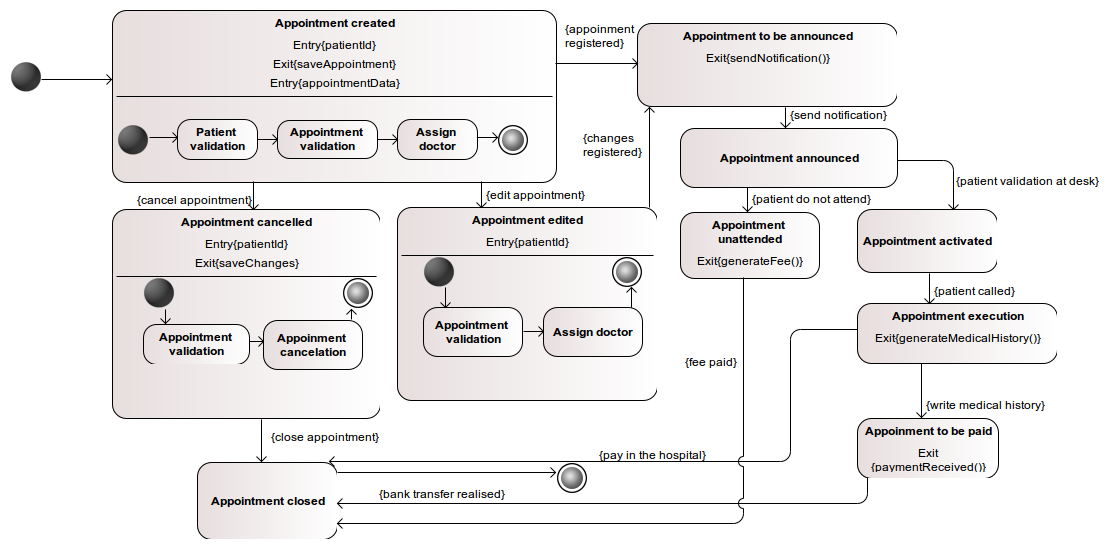 Appointment created
Entry{patientId}
Exit{saveAppointment}
Entry{appointmentData}
Patient
validation
Appointment
validation
Assign
doctor
{appoinment
registered}
Appointment to be announced
Exit{sendNotification()}
{send notification}
{changes
registered}
Appointment announced
{patient validation at desk}
{patient do not attend}
{cancel appointment}
{edit appointment}
Appointment cancelled
Entry{patientId}
Exit{saveChanges}
Appointment
validation
Appoinment
cancelation
Appointment edited
Entry{patientId}
Appointment
validation
Assign doctor
Appointment
unattended
Exit{generateFee()}
Appointment activated
{patient called}
Appointment execution
Exit{generateMedicalHistory()}
{fee paid}
{write medical history}
Appoinment to be paid
Exit
{paymentReceived()}
{close appointment}
{pay in the hospital}
Appointment closed
{bank transfer realised}